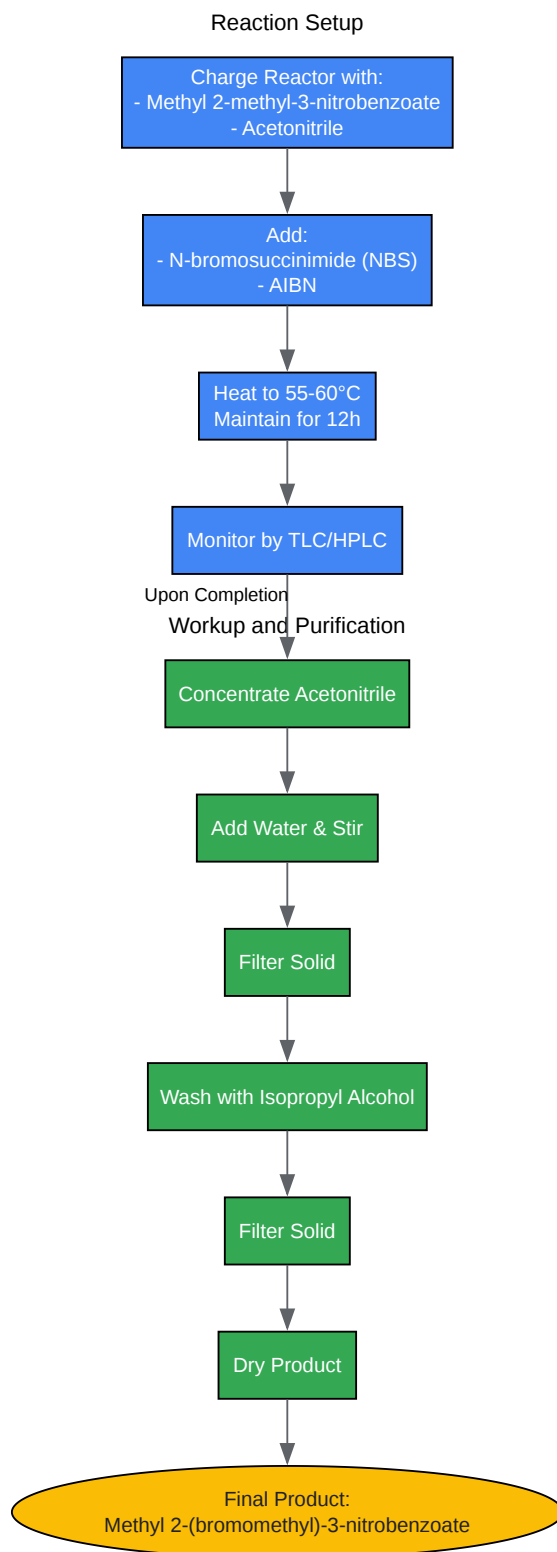 Reaction Setup
Charge Reactor with:
- Methyl 2-methyl-3-nitrobenzoate
- Acetonitrile
Add:
- N-bromosuccinimide (NBS)
- AIBN
Heat to 55-60°C
Maintain for 12h
Monitor by TLC/HPLC
Upon Completion
Workup and Purification
Concentrate Acetonitrile
Add Water & Stir
Filter Solid
Wash with Isopropyl Alcohol
Filter Solid
Dry Product
Final Product:
Methyl 2-(bromomethyl)-3-nitrobenzoate